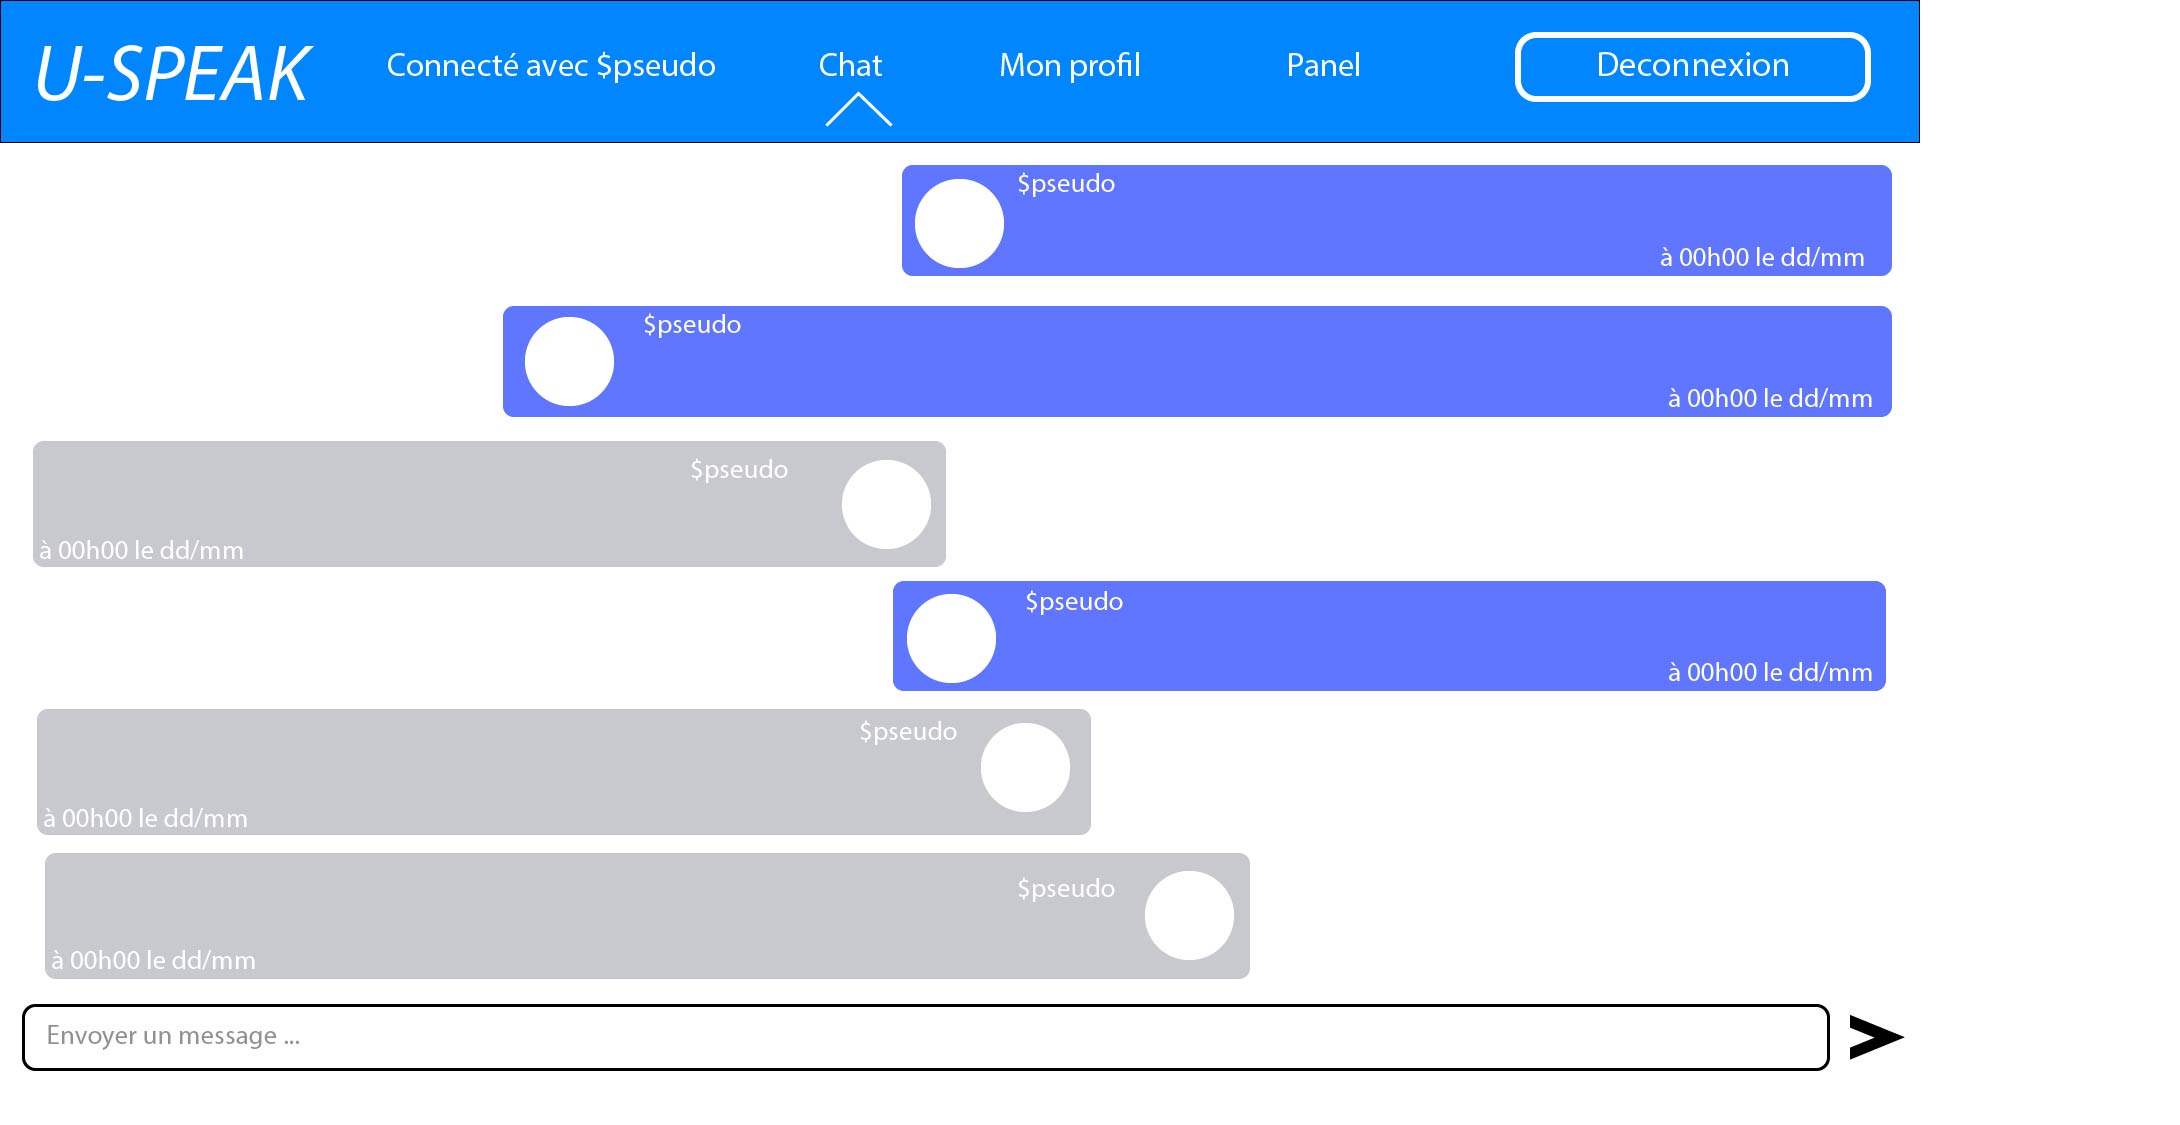 U-SPEAK Connecté avec $pseudo Chat Mon profil Panel Deconnexion
$pseudo
à 00h00 le dd/mm
$pseudo
à 00h00 le dd/mm
$pseudo
à 00h00 le dd/mm
$pseudo
à 00h00 le dd/mm
$pseudo
à 00h00 le dd/mm
$pseudo
à 00h00 le dd/mm
Envoyer un message ...